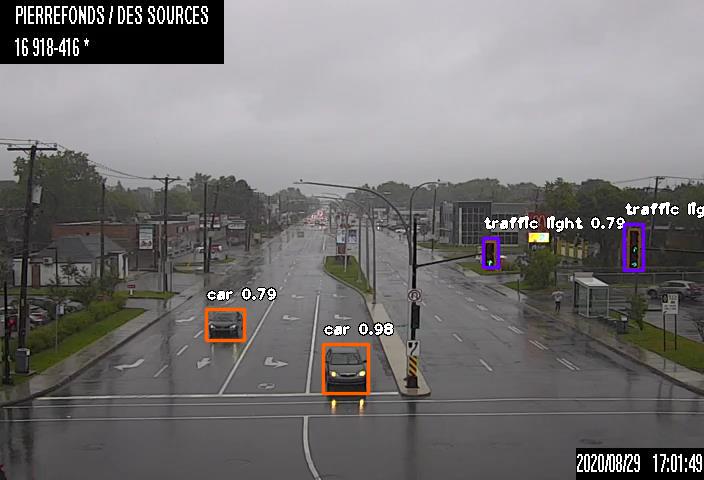 PIERREFONDS / DES SOURCES
16 918-416 *
traffic lig
traffic light 0.79
car 0.79
car 0.98
2020/08/29 17:01:49